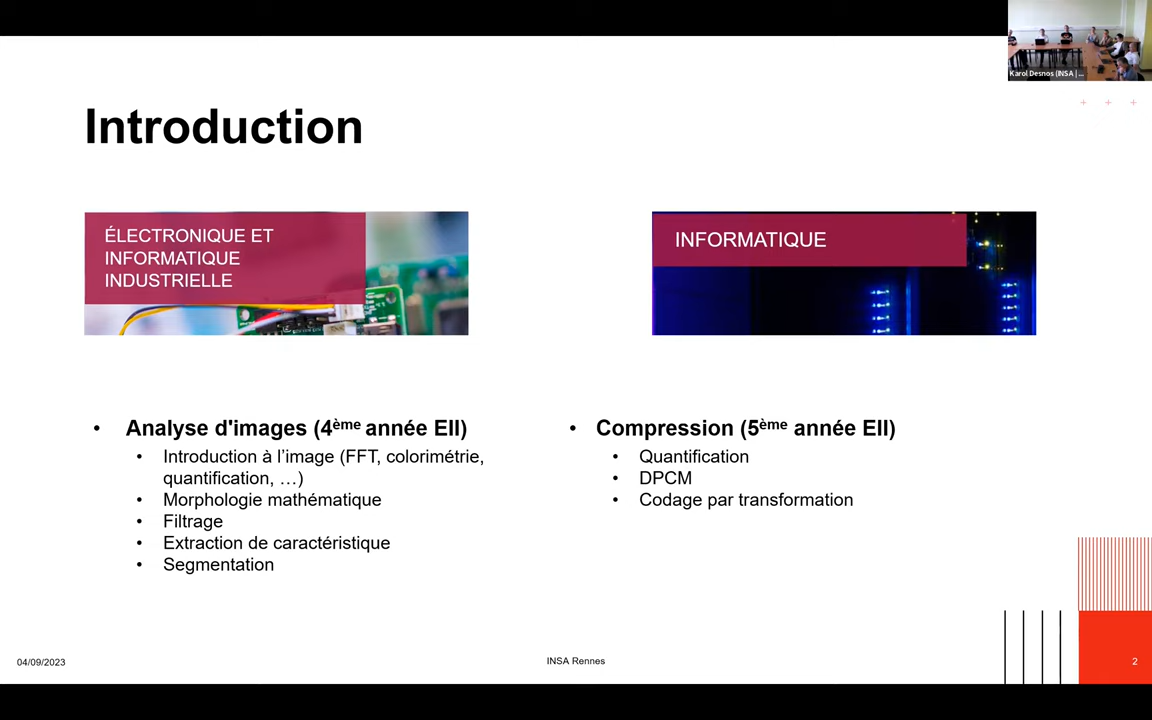 Karol Desnos (INSA | ...
Introduction
ÉLECTRONIQUE ET
INFORMATIQUE
INDUSTRIELLE
INFORMATIQUE
• Analyse d'images (4ème année EII)
• Introduction à l’image (FFT, colorimétrie,
quantification, …)
• Morphologie mathématique
• Filtrage
• Extraction de caractéristique
• Segmentation
• Compression (5ème année EII)
• Quantification
• DPCM
• Codage par transformation
04/09/2023
INSA Rennes
2